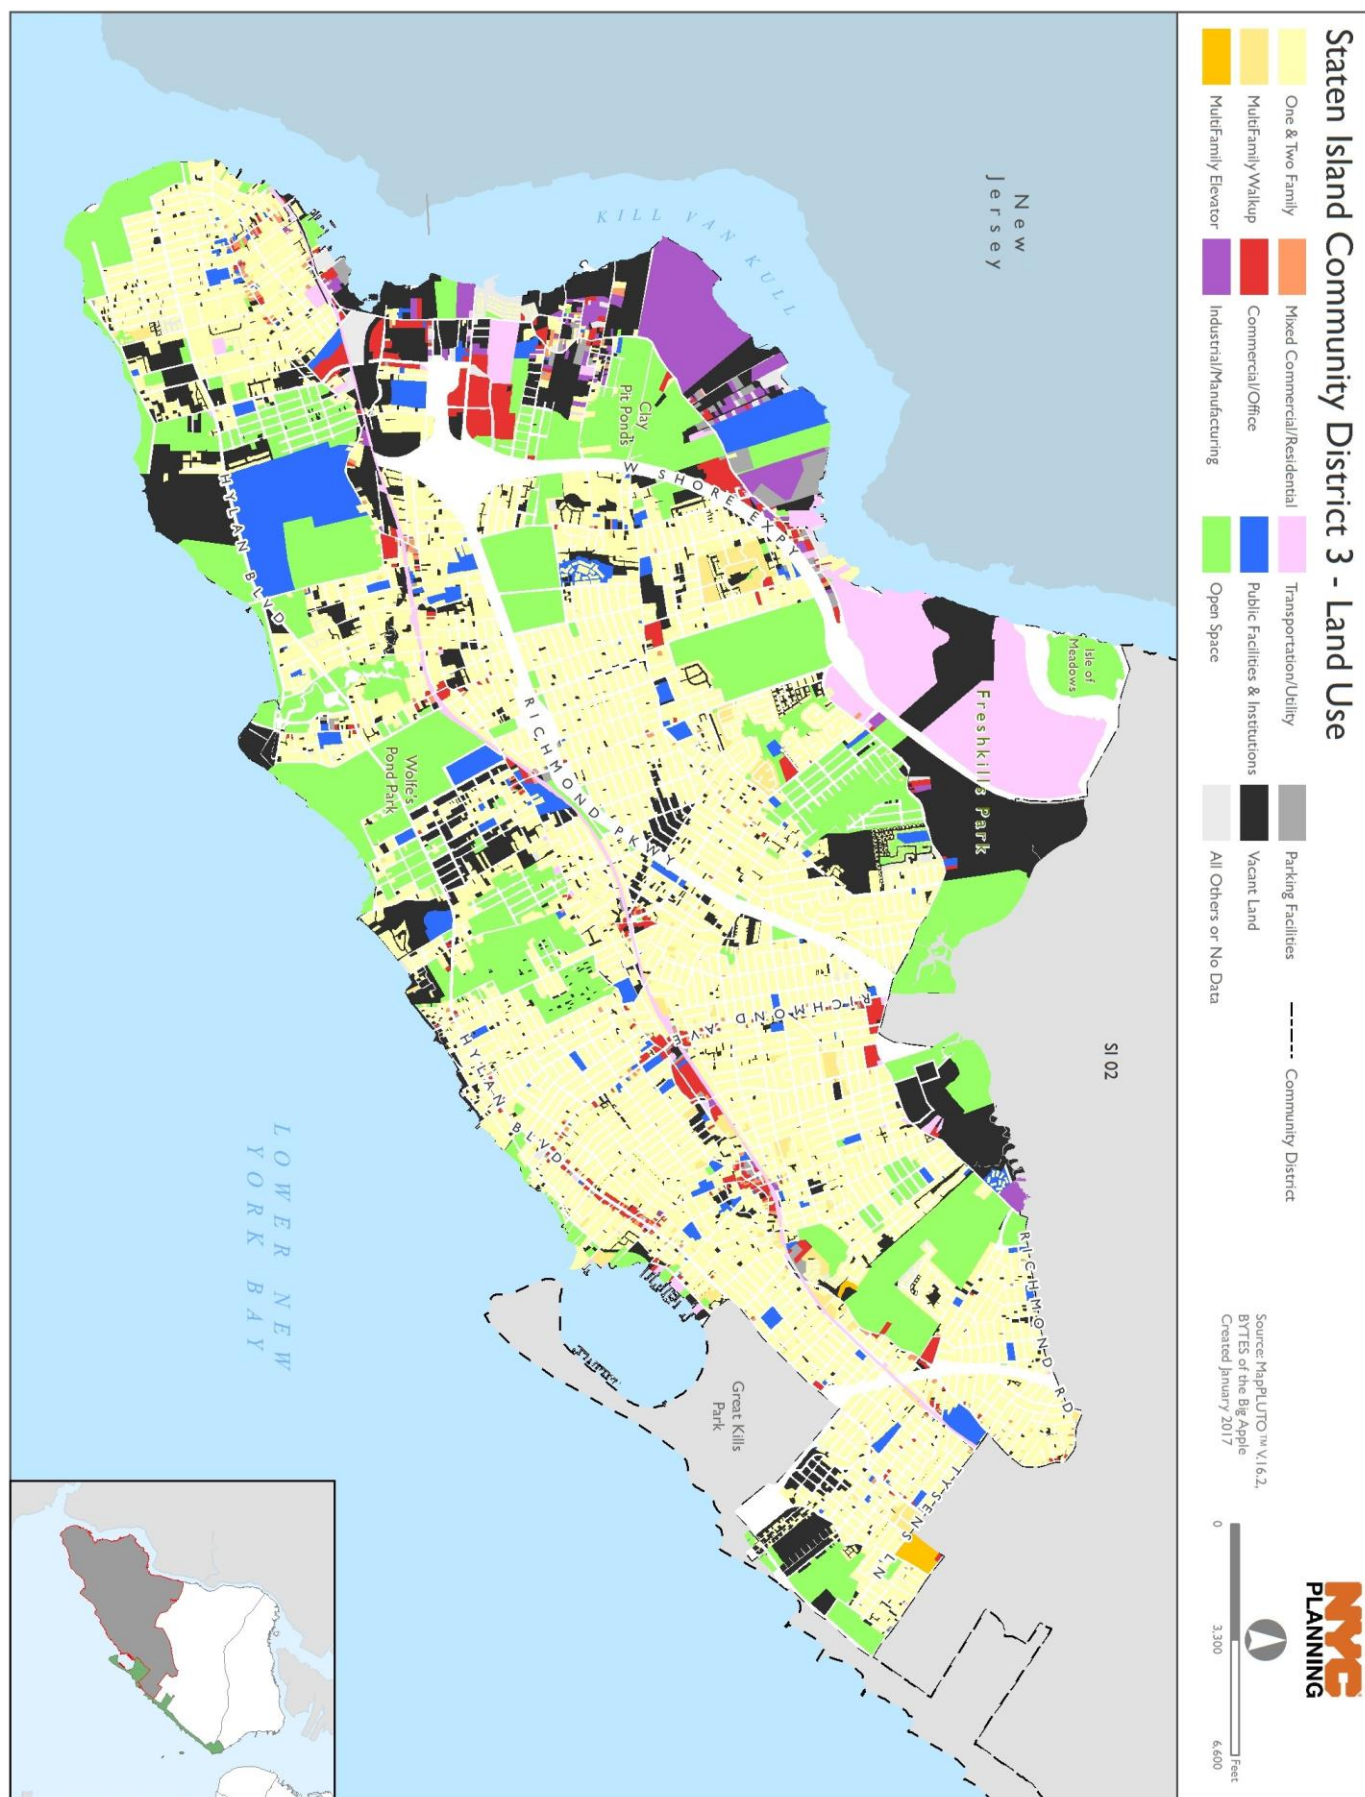 Staten Island Community District 3 - Land Use
One & Two Family
MultiFamily Walkup
MultiFamily Elevator
Mixed Commercial/Residential
Commercial/Office
Industrial/Manufacturing
Transportation/Utility
Public Facilities & Institutions
Open Space
Parking Facilities
Vacant Land
All Others or No Data
Community District
Source: MapPLUTO™ V.16.2,
BYTES of the Big Apple
Created January 2017
NYC
PLANNING
0
3,300
6,600
Feet
New
Jersey
KILL VAN KULL
Isle of
Meadows
Freshkills Park
SI 02
Clay
Pit Ponds
W SHORE EXPY
RICHMOND PKWY
RICHMOND AVE
RICHMOND RD
HYLAN BLVD
Wolfe's
Pond Park
HYLAN BLVD
TYSENS LN
Great Kills
Park
LOWER NEW
YORK BAY